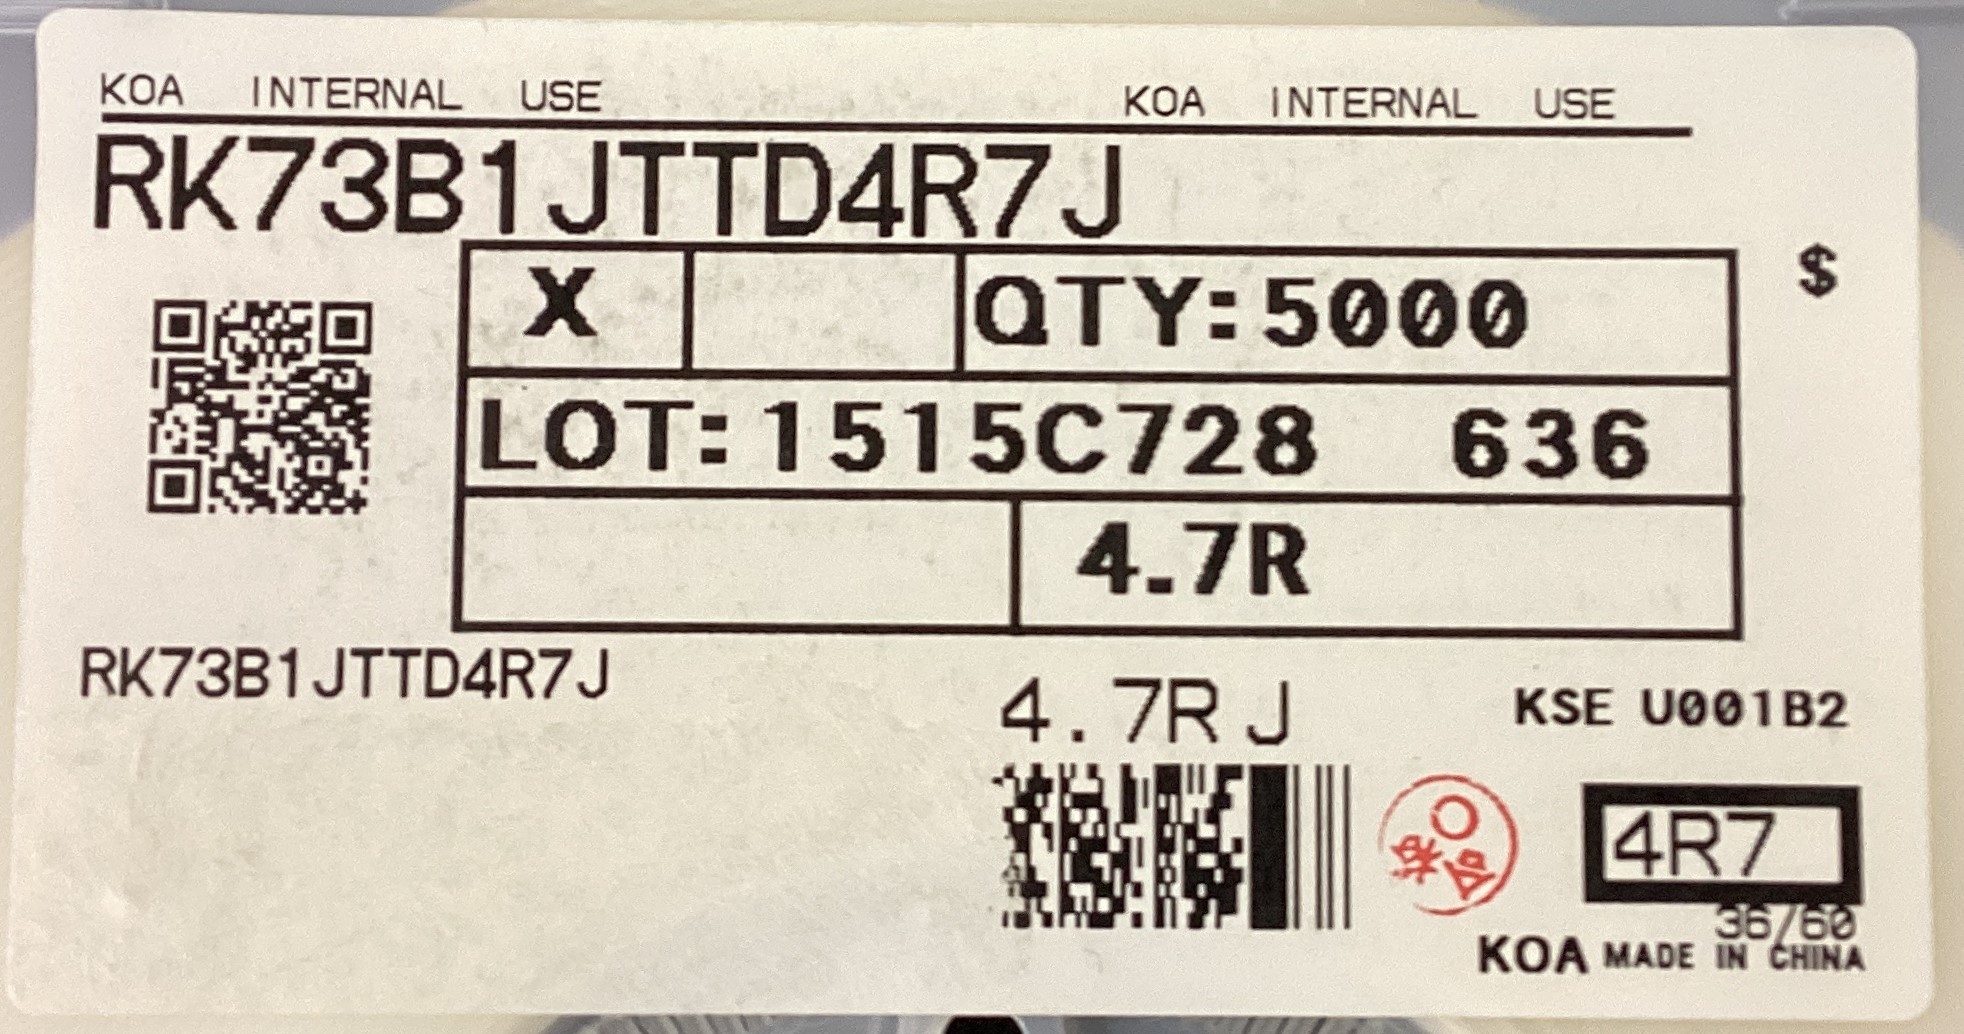 KOA INTERNAL USE KOA INTERNAL USE
RK73B1JTTD4R7J
$
X QTY:5000
LOT:1515C728 636
4.7R
RK73B1JTTD4R7J
4.7R J
KSE U001B2
4R7
36/60
KOA MADE IN CHINA